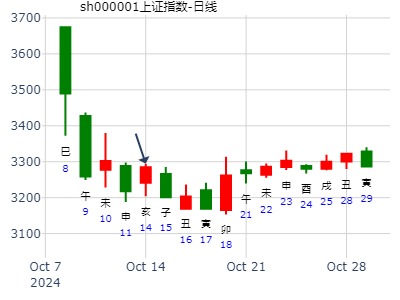 sh000001上证指数-日线
3700
3600
3500
3400
3300
3200
3100
巳
8
午
9
未
10
申
11
亥
14
子
15
丑
16
寅
17
卯
18
午
21
未
22
申
23
酉
24
戌
25
丑
28
寅
29
Oct 7
2024
Oct 14
Oct 21
Oct 28